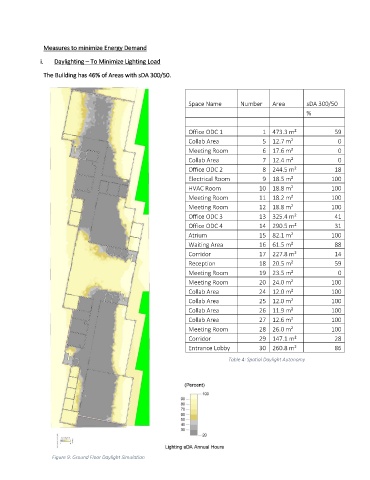 Measures to minimize Energy Demand
i. Daylighting – To Minimize Lighting Load
The Building has 46% of Areas with sDA 300/50.
Space Name Number Area sDA 300/50
%
Office ODC 1 1 473.3 m² 59
Collab Area 5 12.7 m² 0
Meeting Room 6 17.6 m² 0
Collab Area 7 12.4 m² 0
Office ODC 2 8 244.5 m² 18
Electrical Room 9 18.5 m² 100
HVAC Room 10 18.8 m² 100
Meeting Room 11 18.2 m² 100
Meeting Room 12 18.8 m² 100
Office ODC 3 13 325.4 m² 41
Office ODC 4 14 290.5 m² 31
Atrium 15 82.1 m² 100
Waiting Area 16 61.5 m² 88
Corridor 17 227.8 m² 14
Reception 18 20.5 m² 59
Meeting Room 19 23.5 m² 0
Meeting Room 20 24.0 m² 100
Collab Area 24 12.0 m² 100
Collab Area 25 12.0 m² 100
Collab Area 26 11.9 m² 100
Collab Area 27 12.6 m² 100
Meeting Room 28 26.0 m² 100
Corridor 29 147.1 m² 28
Entrance Lobby 30 260.8 m² 86
Table 4: Spatial Daylight Autonomy
(Percent)
100
90
80
70
60
50
40
30
20
Lighting sDA Annual Hours
Figure 9: Ground Floor Daylight Simulation